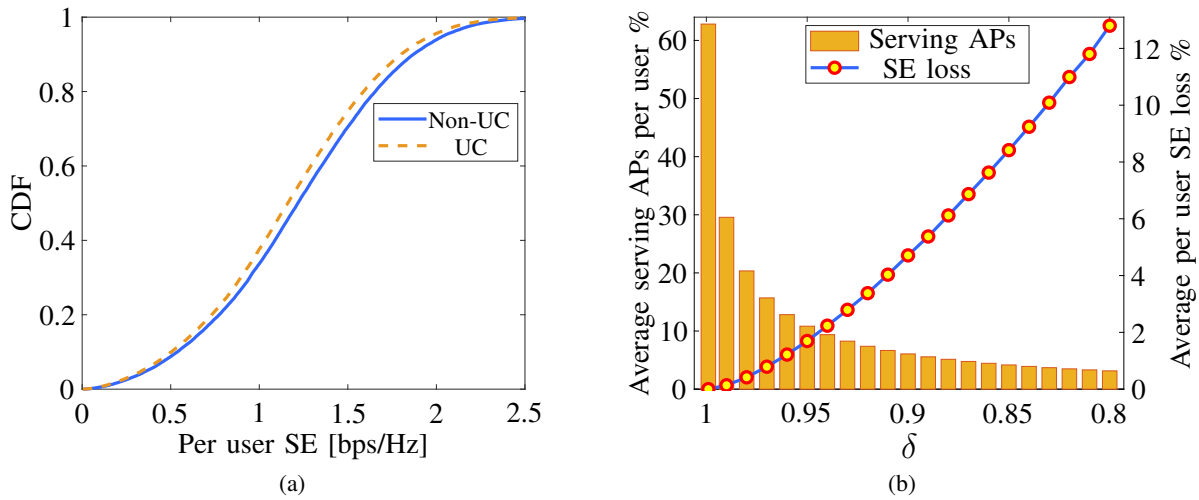 1
0.8
0.6
0.4
0.2
0
CDF
0
0.5
1
1.5
2
2.5
Per user SE [bps/Hz]
Non-UC
UC
(a)
60
50
40
30
20
10
0
Average serving APs per user %
Serving APs
SE loss
12
10
8
6
4
2
0
Average per user SE loss %
1
0.95
0.9
0.85
0.8
δ
(b)